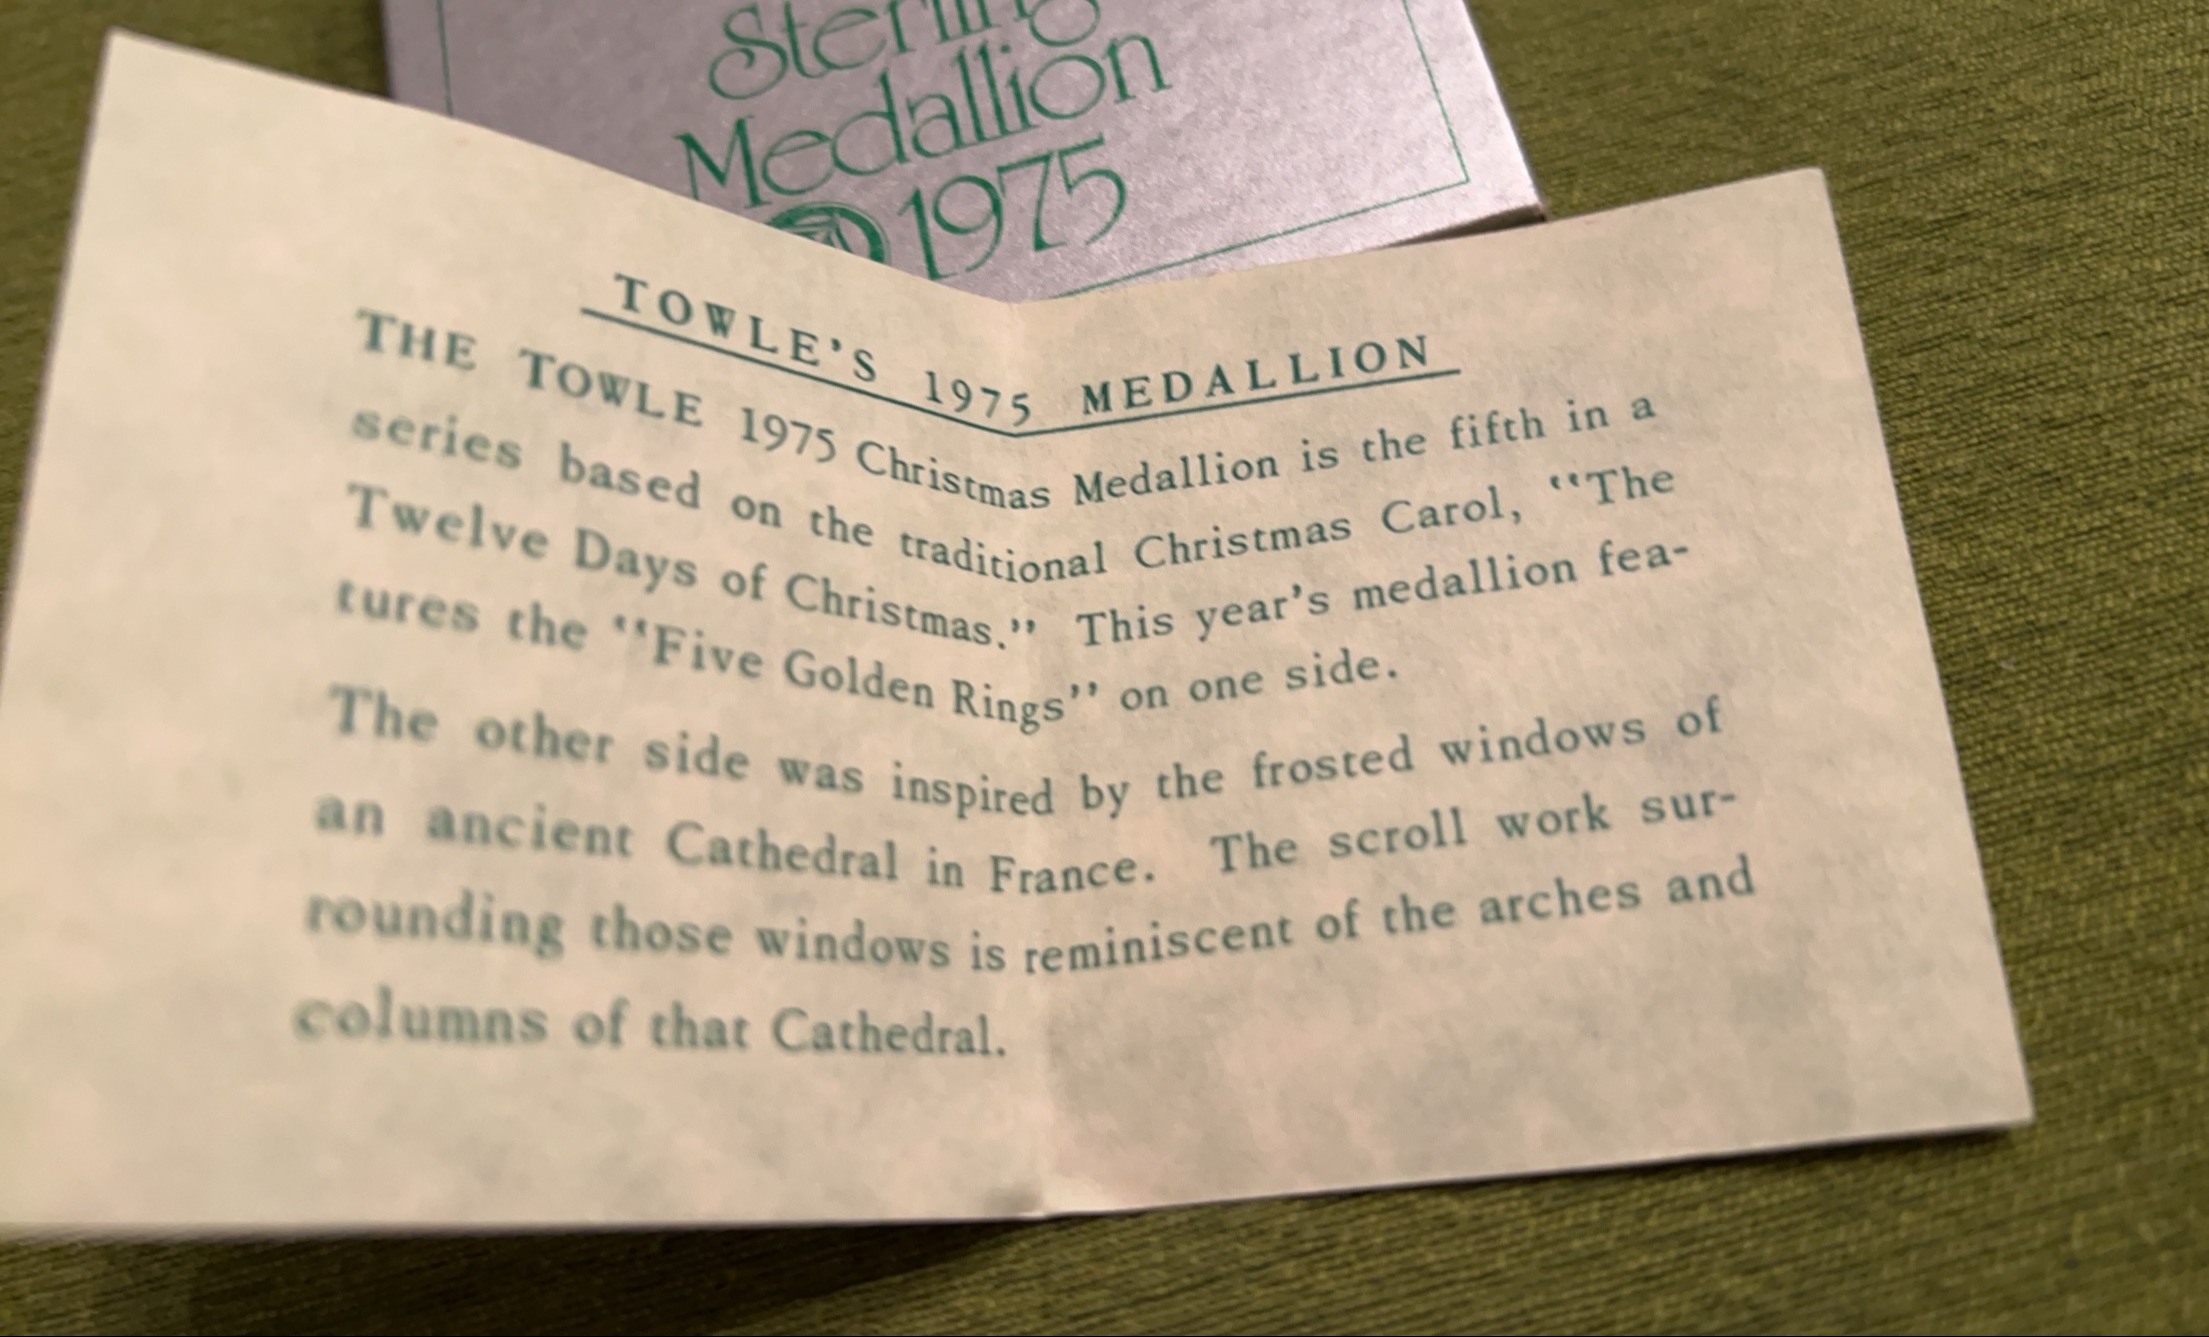 Sterling
Medallion
1975
TOWLE'S 1975 MEDALLION
THE TOWLE 1975 Christmas Medallion is the fifth in a
series based on the traditional Christmas Carol, "The
Twelve Days of Christmas." This year's medallion fea-
tures the "Five Golden Rings" on one side.
The other side was inspired by the frosted windows of
an ancient Cathedral in France. The scroll work sur-
rounding those windows is reminiscent of the arches and
columns of that Cathedral.